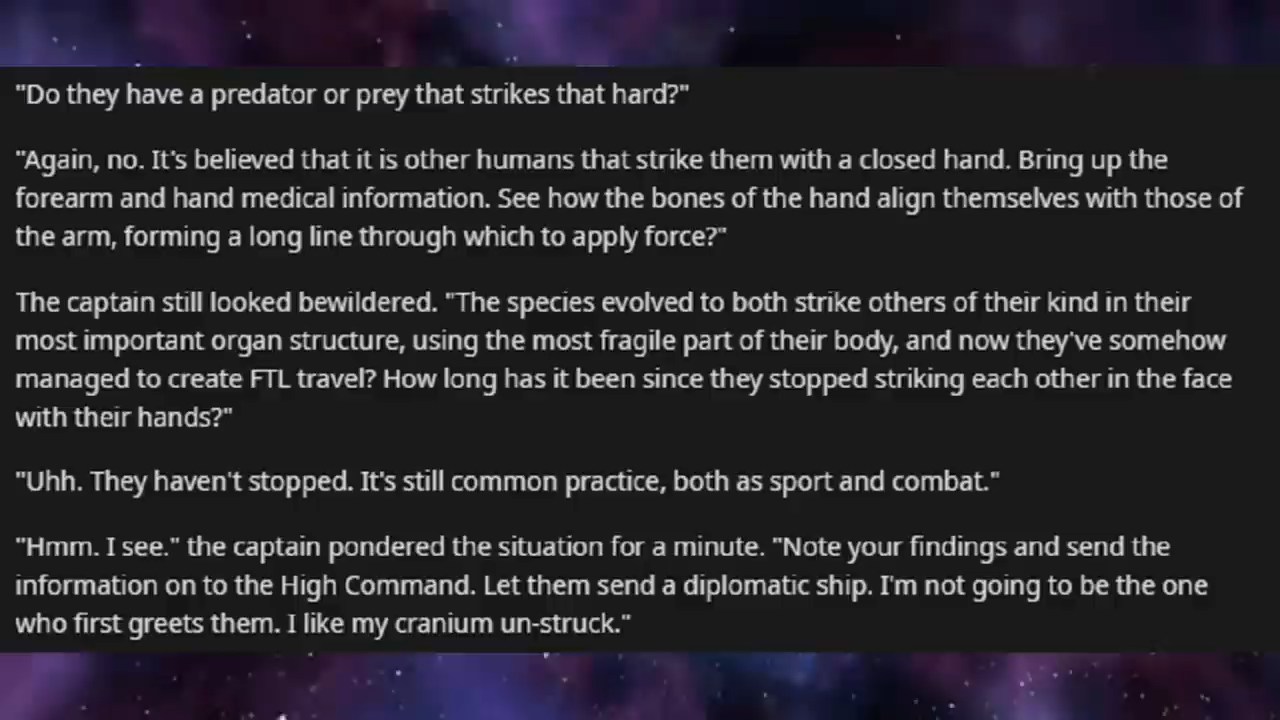 "Do they have a predator or prey that strikes that hard?"
"Again, no. It's believed that it is other humans that strike them with a closed hand. Bring up the
forearm and hand medical information. See how the bones of the hand align themselves with those of
the arm, forming a long line through which to apply force?"
The captain still looked bewildered. "The species evolved to both strike others of their kind in their
most important organ structure, using the most fragile part of their body, and now they've somehow
managed to create FTL travel? How long has it been since they stopped striking each other in the face
with their hands?"
"Uhh. They haven't stopped. It's still common practice, both as sport and combat."
"Hmm. I see." the captain pondered the situation for a minute. "Note your findings and send the
information on to the High Command. Let them send a diplomatic ship. I'm not going to be the one
who first greets them. I like my cranium un-struck."